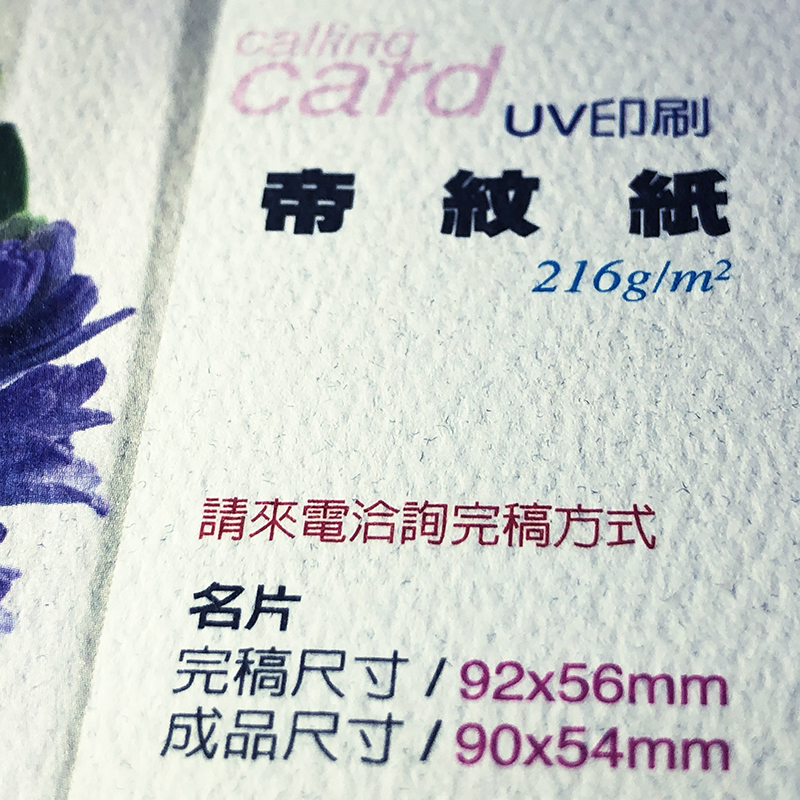 calling
card
UV印刷
帝紋紙
216g/m²
請來電洽詢完稿方式
名片
完稿尺寸 / 92x56mm
成品尺寸 / 90x54mm